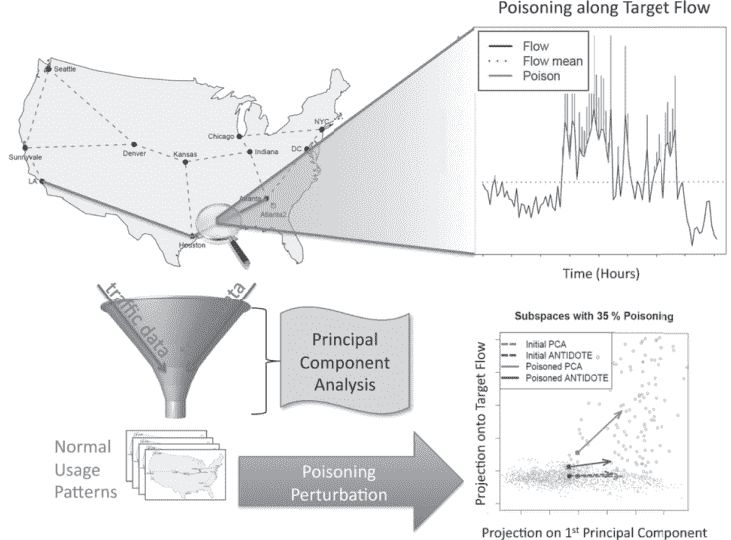 Poisoning along Target Flow
Flow
Flow mean
Poison
Time (Hours)
Seattle
Sunnyvale
LA
Denver
Kansas
Chicago
Indiana
NYC
DC
Atlanta
Atlanta2
Houston
traffic data
data
Principal
Component
Analysis
Normal
Usage
Patterns
Poisoning
Perturbation
Subspaces with 35 % Poisoning
Initial PCA
Initial ANTIDOTE
Poisoned PCA
Poisoned ANTIDOTE
Projection onto Target Flow
Projection on 1st Principal Component